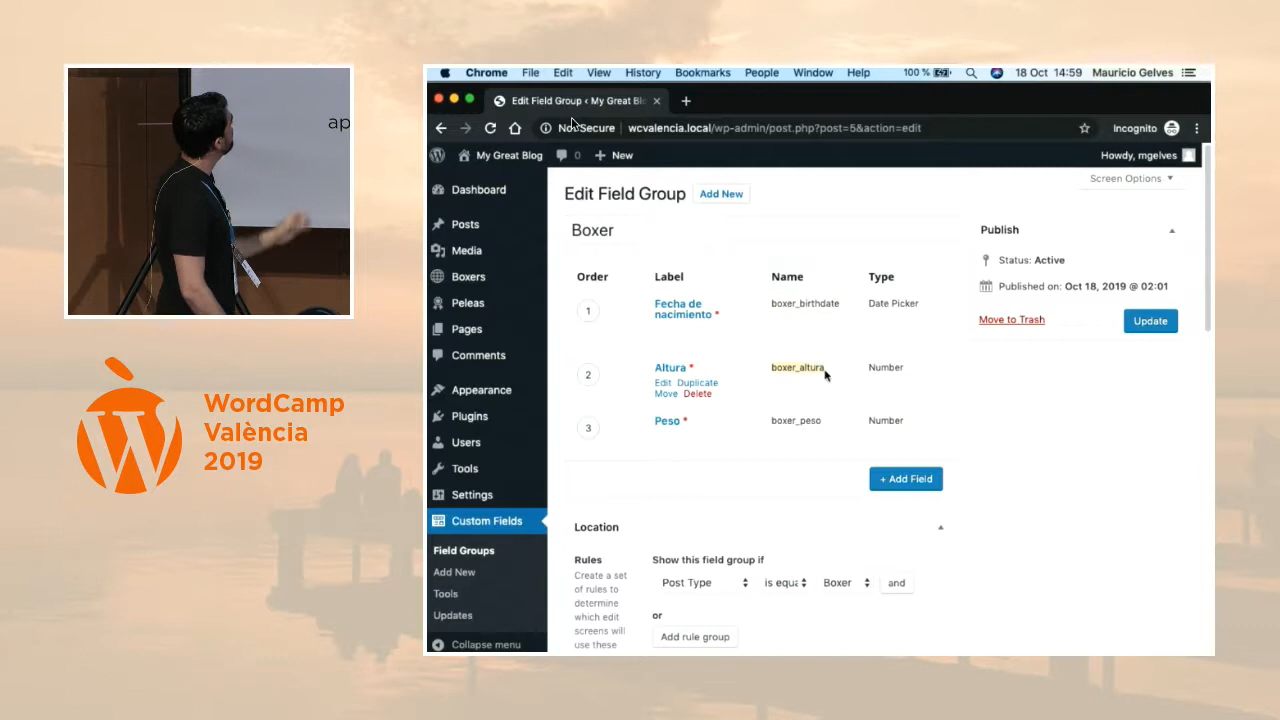 ap
WordCamp
València
2019
Chrome File Edit View History Bookmarks People Window Help 100 % 18 Oct 14:59 Mauricio Gelves
Edit Field Group ‹ My Great Bl
Not Secure wcvalencia.local/wp-admin/post.php?post=5&action=edit Incognito
My Great Blog 0 + New Howdy, mgelves
Screen Options
Dashboard
Posts
Media
Boxers
Peleas
Pages
Comments
Appearance
Plugins
Users
Tools
Settings
Custom Fields
Field Groups
Add New
Tools
Updates
Collapse menu
Edit Field Group Add New
Boxer
Order Label Name Type
1 Fecha de nacimiento * boxer_birthdate Date Picker
2 Altura * boxer_altura Number
Edit Duplicate
Move Delete
3 Peso * boxer_peso Number
+ Add Field
Location
Rules
Create a set
of rules to
determine
which edit
screens will
use these
Show this field group if
Post Type is equa Boxer and
or
Add rule group
Publish
Status: Active
Published on: Oct 18, 2019 @ 02:01
Move to Trash Update